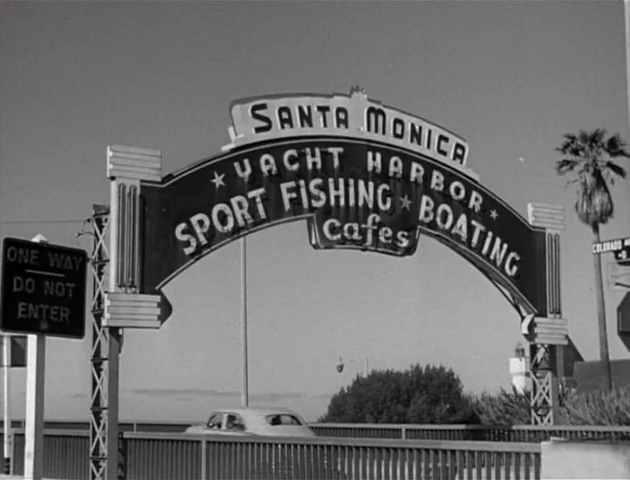 SANTA MONICA
YACHT HARBOR
SPORT FISHING BOATING
Cafes
ONE WAY
DO NOT
ENTER
COLORADO